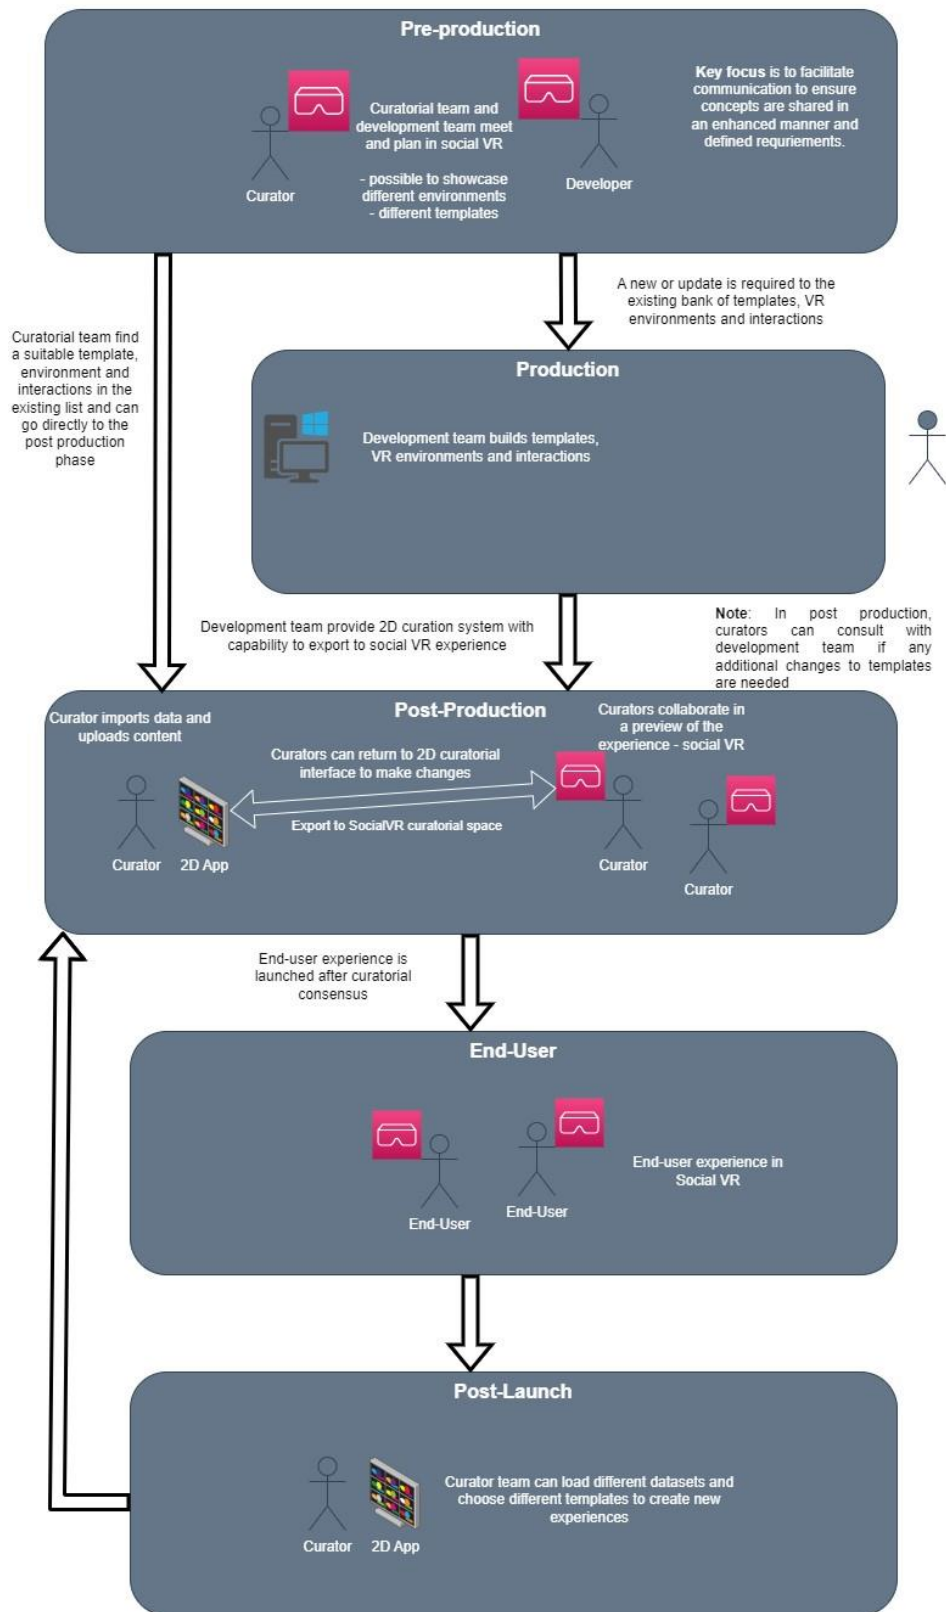 Pre-production
Curatorial team and
development team meet
and plan in social VR
- possible to showcase
different environments
- different templates
Curator
Developer
Key focus is to facilitate
communication to ensure
concepts are shared in
an enhanced manner and
defined requriements.
Curatorial team find
a suitable template,
environment and
interactions in the
existing list and can
go directly to the
post production
phase
A new or update is required to the
existing bank of templates, VR
environments and interactions
Production
Development team builds templates,
VR environments and interactions
Development team provide 2D curation system with
capability to export to social VR experience
Note: In post production,
curators can consult with
development team if any
additional changes to templates
are needed
Post-Production
Curator imports data and
uploads content
Curators can return to 2D curatorial
interface to make changes
Export to SocialVR curatorial space
Curators collaborate in
a preview of the
experience - social VR
Curator
2D App
Curator
Curator
End-user experience is
launched after curatorial
consensus
End-User
End-User
End-User
End-user experience in
Social VR
Post-Launch
Curator team can load different datasets and
choose different templates to create new
experiences
Curator
2D App